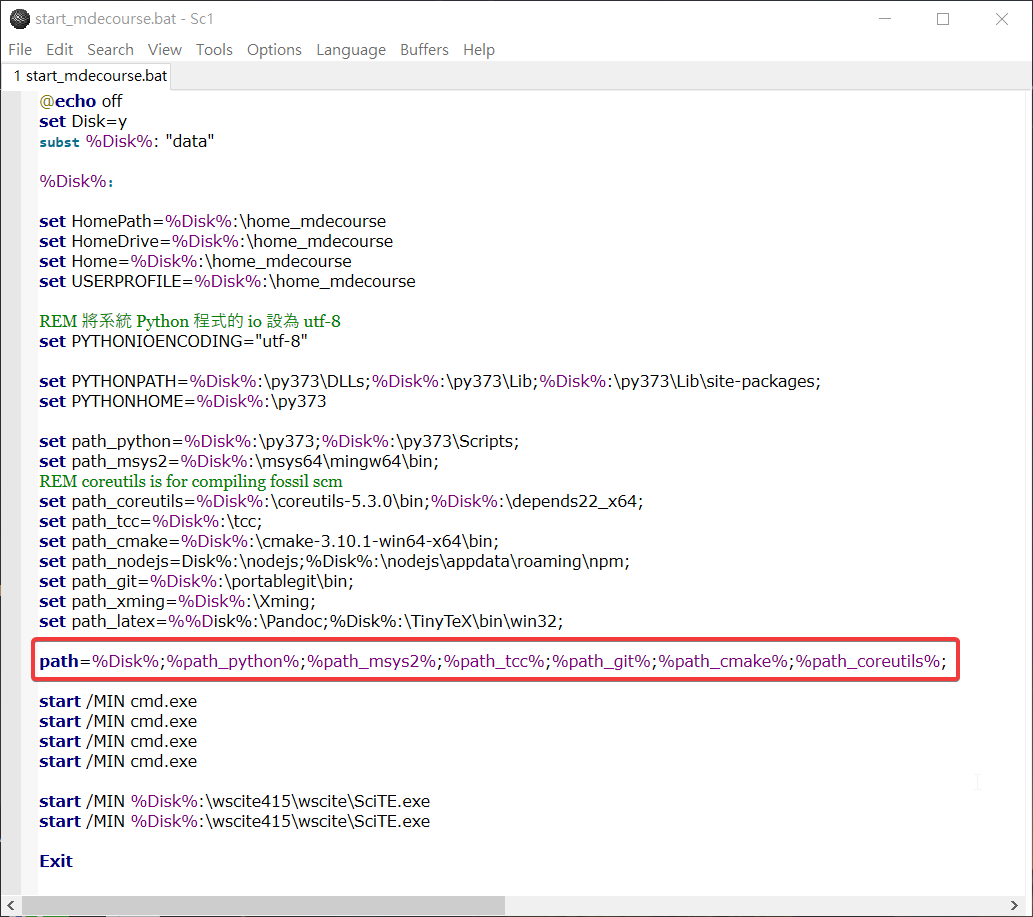 start_mdecourse.bat - Sc1
File Edit Search View Tools Options Language Buffers Help
1 start_mdecourse.bat
@echo off
set Disk=y
subst %Disk%: "data"
%Disk%:
set HomePath=%Disk%:\home_mdecourse
set HomeDrive=%Disk%:\home_mdecourse
set Home=%Disk%:\home_mdecourse
set USERPROFILE=%Disk%:\home_mdecourse
REM 將系統 Python 程式的 io 設為 utf-8
set PYTHONIOENCODING="utf-8"
set PYTHONPATH=%Disk%:\py373\DLLs;%Disk%:\py373\Lib;%Disk%:\py373\Lib\site-packages;
set PYTHONHOME=%Disk%:\py373
set path_python=%Disk%:\py373;%Disk%:\py373\Scripts;
set path_msys2=%Disk%:\msys64\mingw64\bin;
REM coreutils is for compiling fossil scm
set path_coreutils=%Disk%:\coreutils-5.3.0\bin;%Disk%:\depends22_x64;
set path_tcc=%Disk%:\tcc;
set path_cmake=%Disk%:\cmake-3.10.1-win64-x64\bin;
set path_nodejs=Disk%:\nodejs;%Disk%:\nodejs\appdata\roaming\npm;
set path_git=%Disk%:\portablegit\bin;
set path_xming=%Disk%:\Xming;
set path_latex=%%Disk%:\Pandoc;%Disk%:\TinyTeX\bin\win32;
path=%Disk%;%path_python%;%path_msys2%;%path_tcc%;%path_git%;%path_cmake%;%path_coreutils%;
start /MIN cmd.exe
start /MIN cmd.exe
start /MIN cmd.exe
start /MIN cmd.exe
start /MIN %Disk%:\wscite415\wscite\SciTE.exe
start /MIN %Disk%:\wscite415\wscite\SciTE.exe
Exit